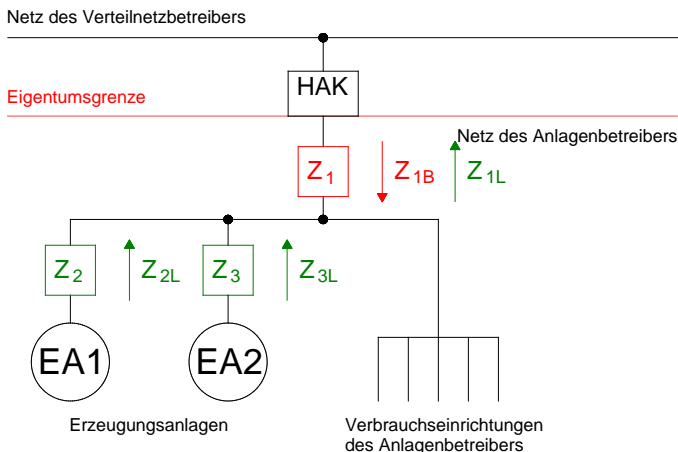 Netz des Verteilnetzbetreibers
HAK
Eigentumsgrenze
Netz des Anlagenbetreibers
Z1 Z1B Z1L
Z2 Z2L Z3 Z3L
EA1 EA2
Erzeugungsanlagen
Verbrauchseinrichtungen
des Anlagenbetreibers